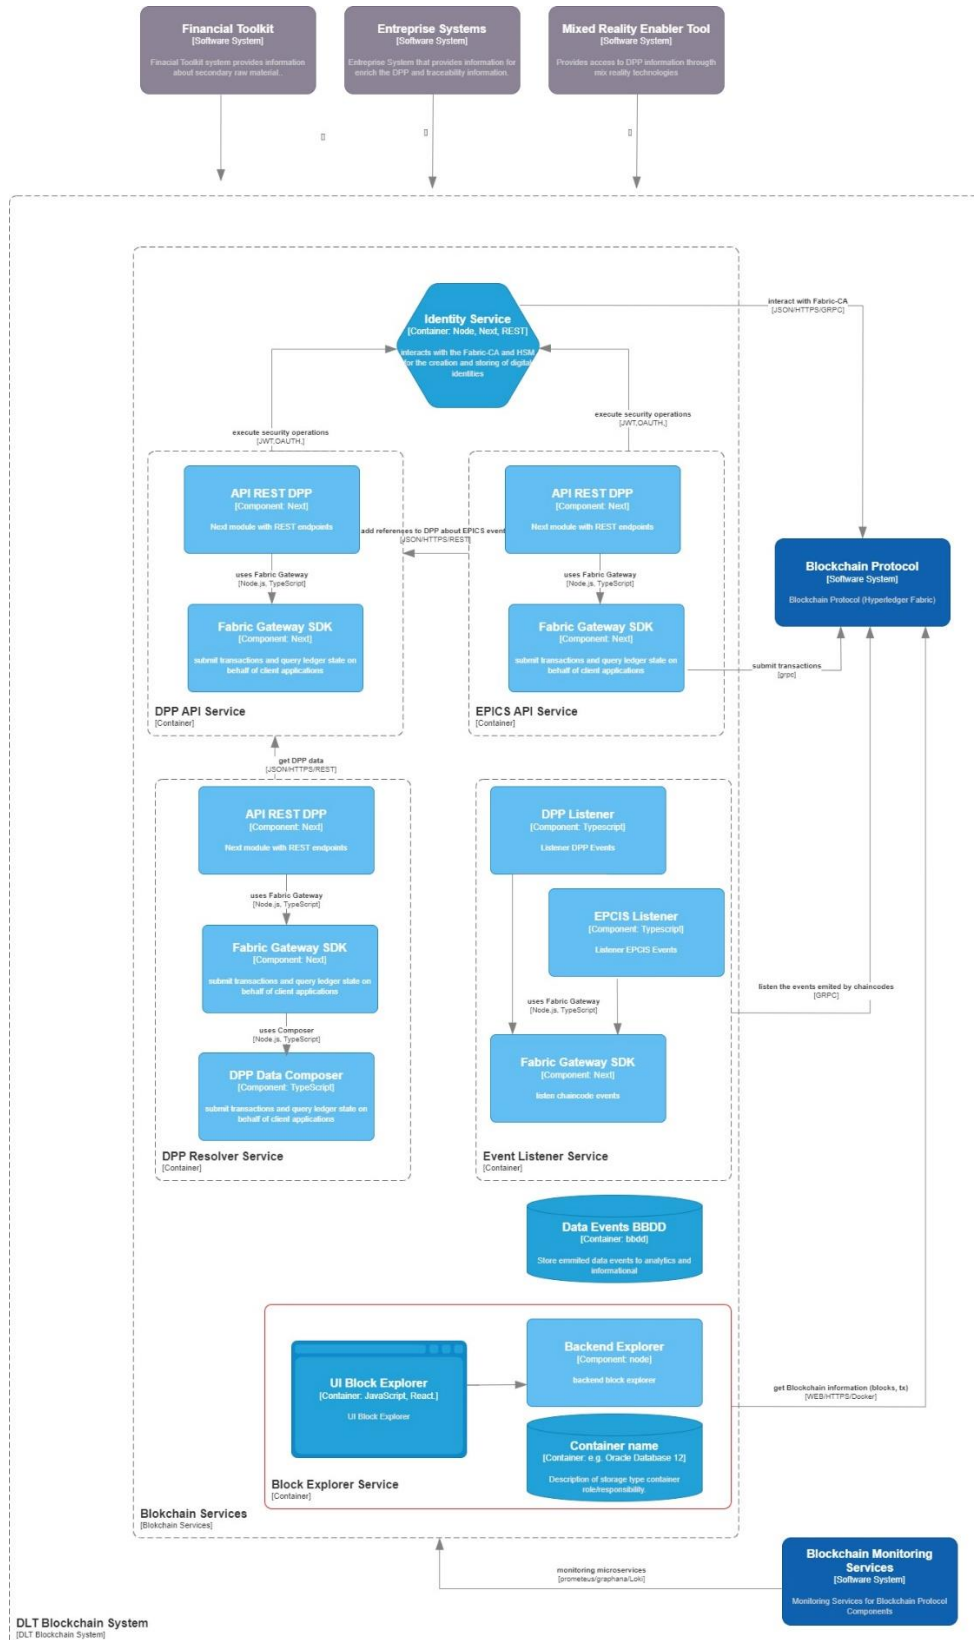 Financial Toolkit
[Software System]
Finacial Toolkit system provides information
about secondary raw material.
Entreprise Systems
[Software System]
Entreprise System that provides information for
enrich the DPP and traceability information.
Mixed Reality Enabler Tool
[Software System]
Provides access to DPP information througth
mix reality technologies
Identity Service
[Container: Node, Next, REST]
interacts with the Fabric-CA and HSM
for the creation and storing of digital
identities
interact with Fabric-CA
[JSON/HTTPS/GRPC]
execute security operations
[JWT,OAUTH,]
execute security operations
[JWT,OAUTH,]
API REST DPP
[Component: Next]
Next module with REST endpoints
uses Fabric Gateway
[Node.js, TypeScript]
Fabric Gateway SDK
[Component: Next]
submit transactions and query ledger state on
behalf of client applications
DPP API Service
[Container]
add references to DPP about EPICS event
[JSON/HTTPS/REST]
API REST DPP
[Component: Next]
Next module with REST endpoints
uses Fabric Gateway
[Node.js, TypeScript]
Fabric Gateway SDK
[Component: Next]
submit transactions and query ledger state on
behalf of client applications
EPICS API Service
[Container]
Blockchain Protocol
[Software System]
Blockchain Protocol (Hyperledger Fabric)
submit transactions
[grpc]
get DPP data
[JSON/HTTPS/REST]
API REST DPP
[Component: Next]
Next module with REST endpoints
uses Fabric Gateway
[Node.js, TypeScript]
Fabric Gateway SDK
[Component: Next]
submit transactions and query ledger state on
behalf of client applications
uses Composer
[Node.js, TypeScript]
DPP Data Composer
[Component: TypeScript]
submit transactions and query ledger state on
behalf of client applications
DPP Resolver Service
[Container]
DPP Listener
[Component: Typescript]
Listener DPP Events
EPCIS Listener
[Component: Typescript]
Listener EPCIS Events
uses Fabric Gateway
[Node.js, TypeScript]
Fabric Gateway SDK
[Component: Next]
listen chaincode events
Event Listener Service
[Container]
listen the events emited by chaincodes
[GRPC]
Data Events BBDD
[Container: bbdd]
Store emmited data events to analytics and
informational
UI Block Explorer
[Container: JavaScript, React.]
UI Block Explorer
Backend Explorer
[Component: node]
backend block explorer
Container name
[Container: e.g. Oracle Database 12]
Description of storage type container
role/responsibility.
Block Explorer Service
[Container]
get Blockchain information (blocks, tx)
[WEB/HTTPS/Docker]
Blokchain Services
[Blokchain Services]
monitoring microservices
[prometeus/graphana/Loki]
Blockchain Monitoring
Services
[Software System]
Monitoring Services for Blockchain Protocol
Components
DLT Blockchain System
[DLT Blockchain System]